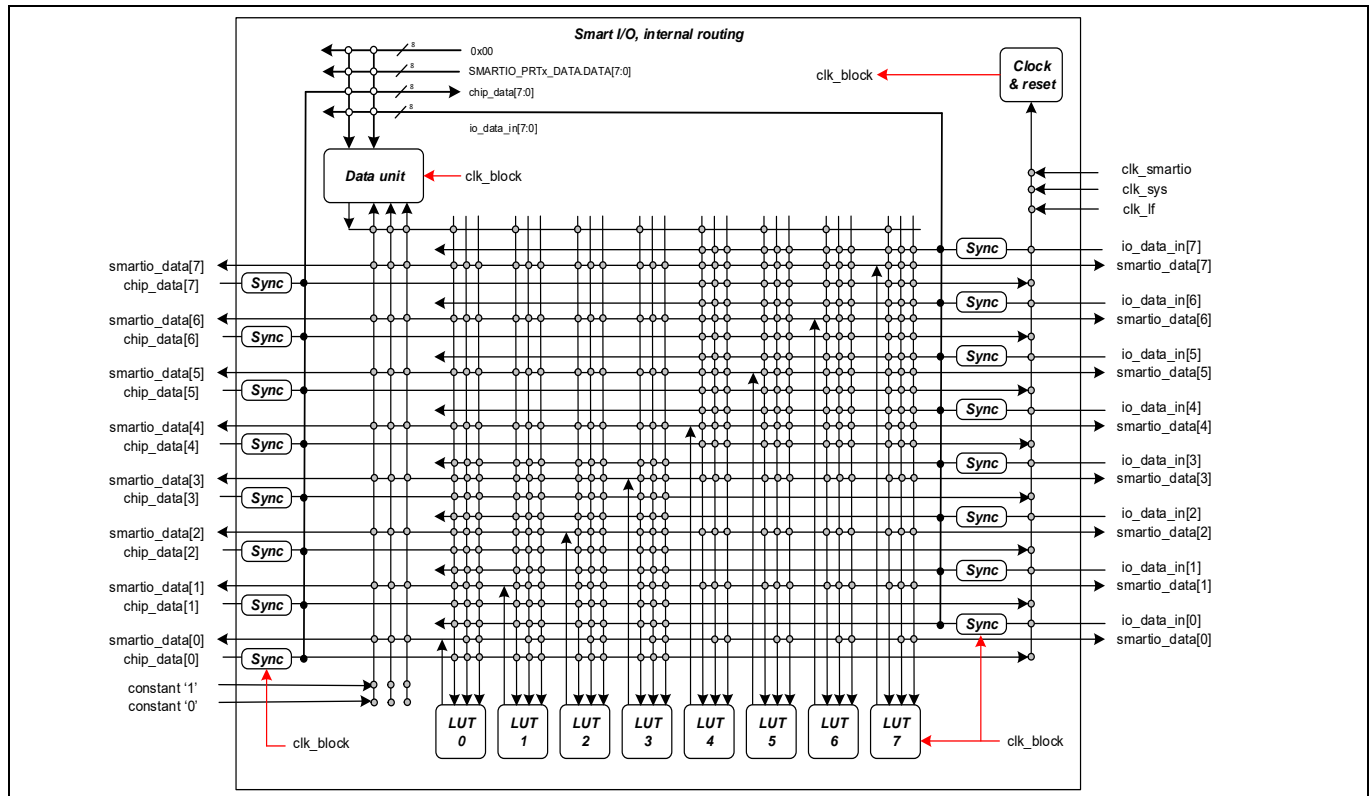 Smart I/O, internal routing
8
0x00
8
SMARTIO_PRTx_DATA.DATA[7:0]
8
chip_data[7:0]
8
io_data_in[7:0]
clk_block
Clock
& reset
Data unit
clk_block
clk_smartio
clk_sys
clk_lf
smartio_data[7]
chip_data[7]
Sync
Sync
io_data_in[7]
smartio_data[7]
smartio_data[6]
chip_data[6]
Sync
Sync
io_data_in[6]
smartio_data[6]
smartio_data[5]
chip_data[5]
Sync
Sync
io_data_in[5]
smartio_data[5]
smartio_data[4]
chip_data[4]
Sync
Sync
io_data_in[4]
smartio_data[4]
smartio_data[3]
chip_data[3]
Sync
Sync
io_data_in[3]
smartio_data[3]
smartio_data[2]
chip_data[2]
Sync
Sync
io_data_in[2]
smartio_data[2]
smartio_data[1]
chip_data[1]
Sync
Sync
io_data_in[1]
smartio_data[1]
smartio_data[0]
chip_data[0]
Sync
Sync
io_data_in[0]
smartio_data[0]
constant ‘1’
constant ‘0’
clk_block
LUT
0
LUT
1
LUT
2
LUT
3
LUT
4
LUT
5
LUT
6
LUT
7
clk_block